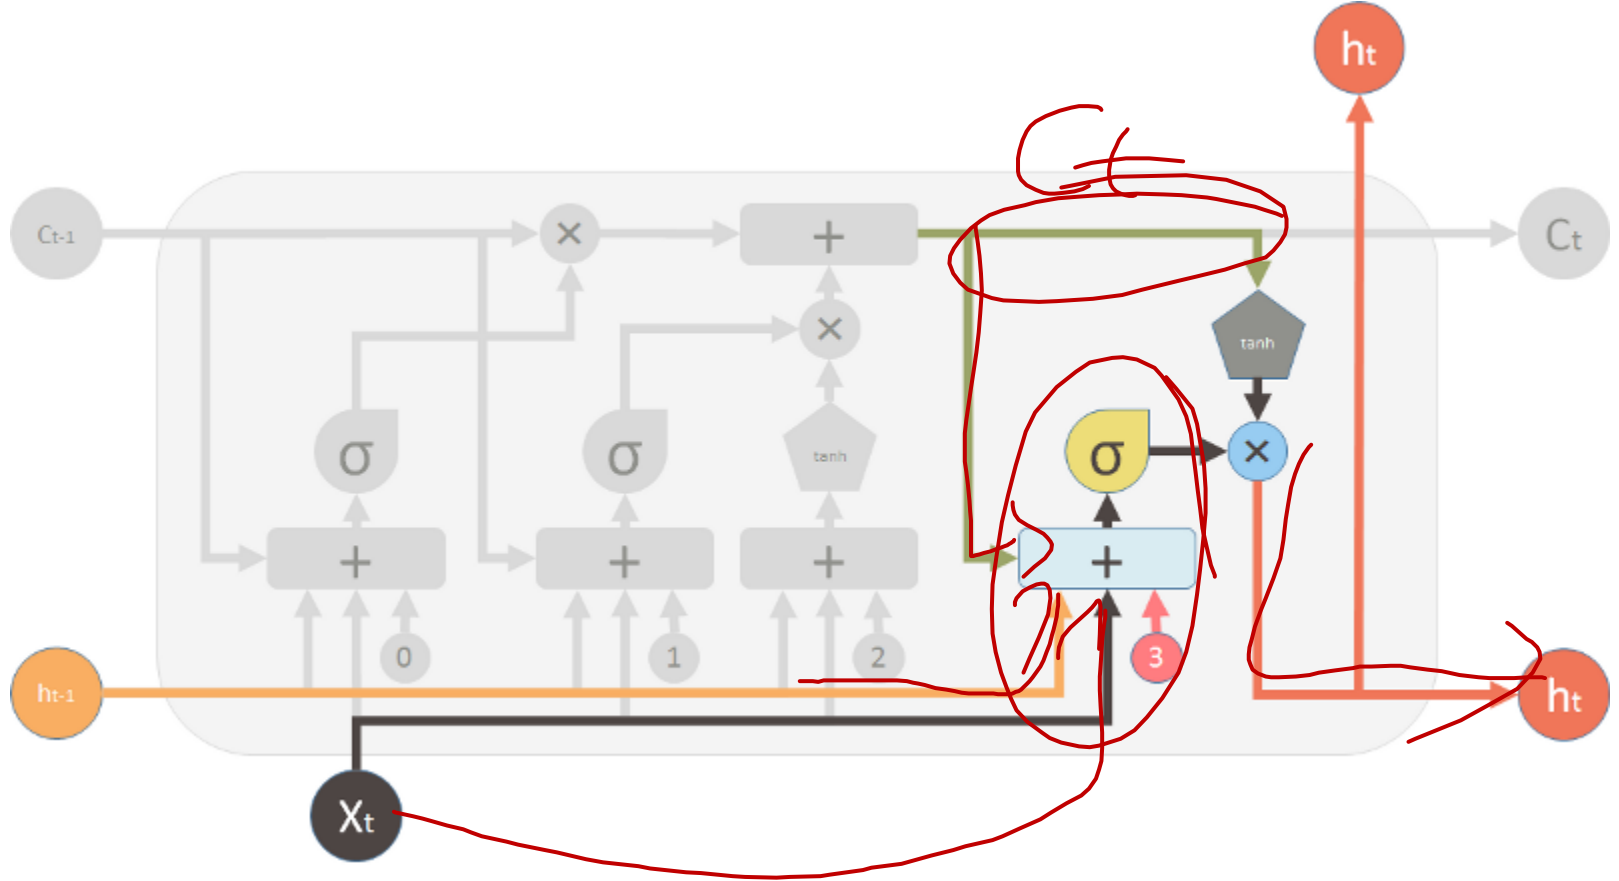 ht
Ct
Ct-1
×
+
Ct
×
tanh
σ
σ
tanh
σ
×
+
+
+
+
0
1
2
3
ht-1
ht
Xt